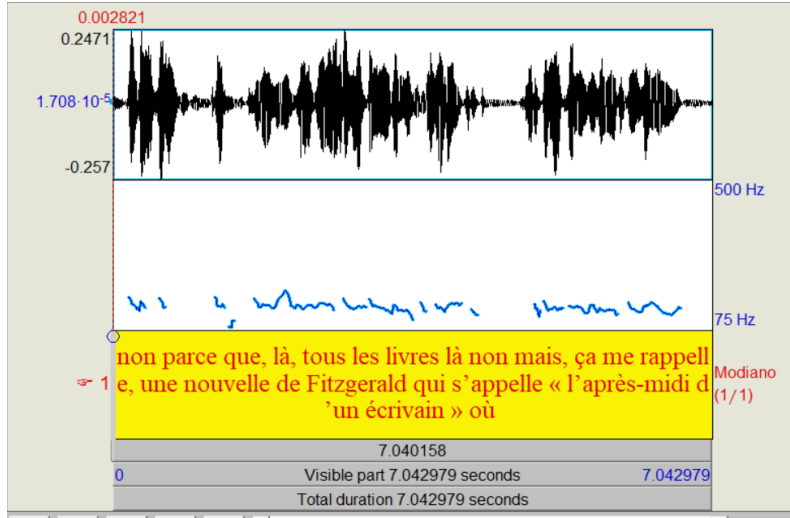 0.002821
0.2471
1.708·10-5
-0.257
500 Hz
75 Hz
non parce que, là, tous les livres là non mais, ça me rappell
e, une nouvelle de Fitzgerald qui s’appelle « l’après-midi d
’un écrivain » où
☞ 1
Modiano
(1/1)
7.040158
0 Visible part 7.042979 seconds 7.042979
Total duration 7.042979 seconds